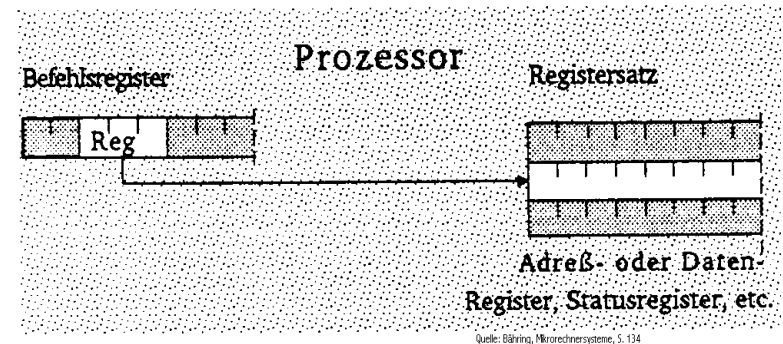 Prozessor
Befehlsregister
Registersatz
Reg
Adreß- oder Daten-
Register, Statusregister, etc.
Quelle: Bähring, Mikrorechnersysteme, S. 134